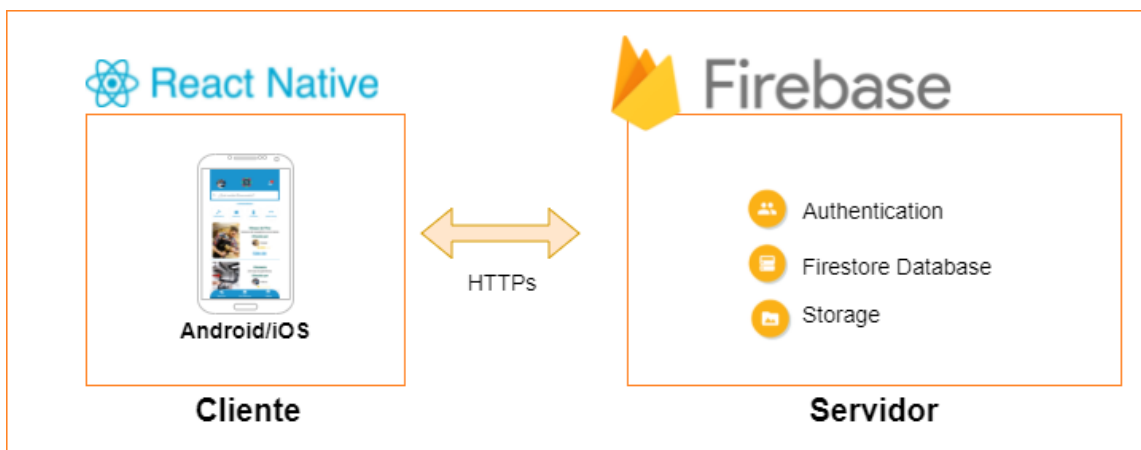 React Native
Firebase
Authentication
Firestore Database
Storage
HTTPs
Android/iOS
Cliente
Servidor